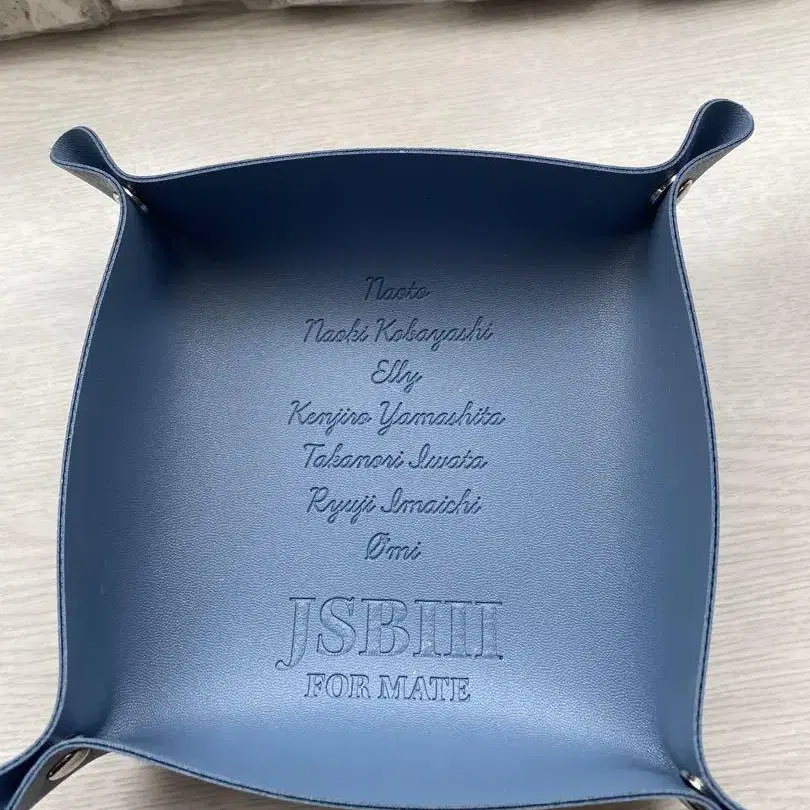 Naoto
Naoki Kobayashi
Elly
Kenjiro Yamashita
Takanori Iwata
Ryuji Imaichi
Ømi
JSBIII
FOR MATE